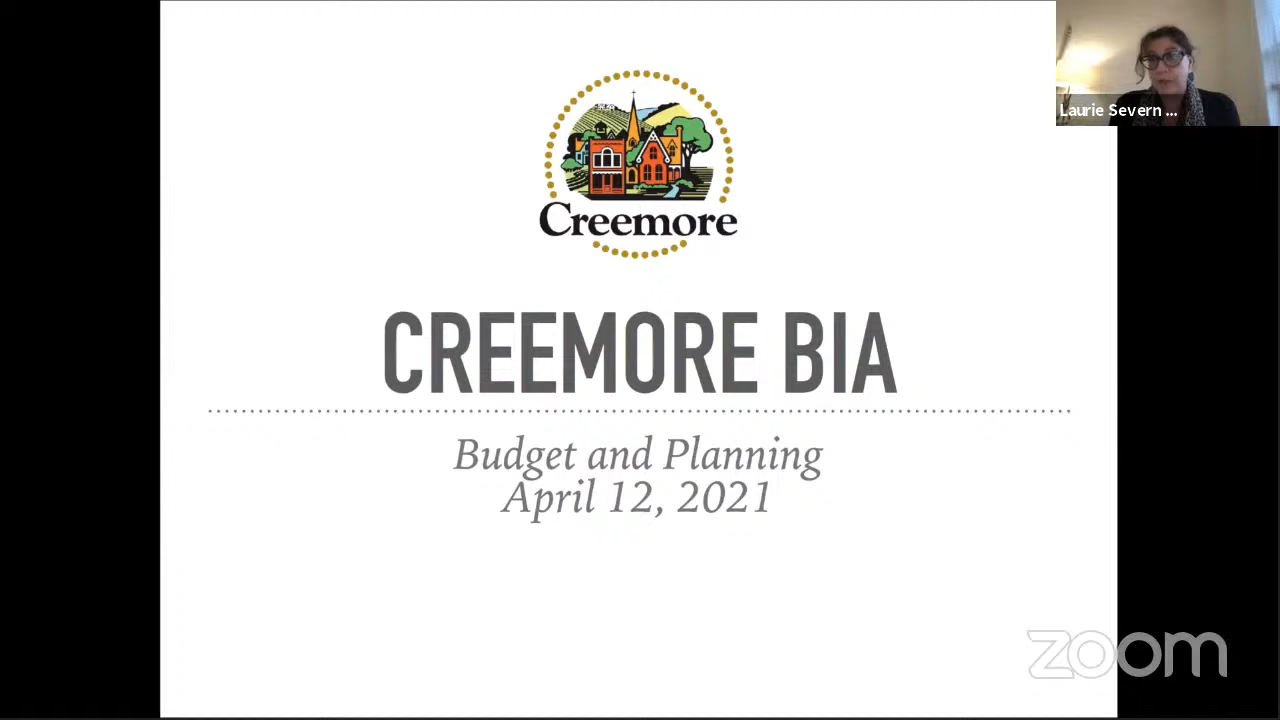 Laurie Severn ...
Creemore
CREEMORE BIA
Budget and Planning
April 12, 2021
zoom